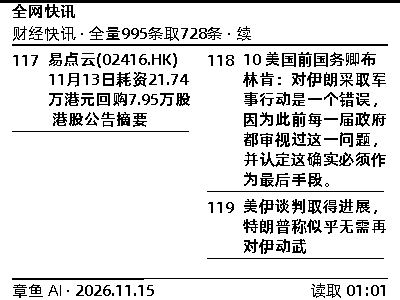 全网快讯
财经快讯 · 全量995条取728条 · 续
117 易点云(02416.HK)
11月13日耗资21.74
万港元回购7.95万股
港股公告摘要
118 10 美国前国务卿布
林肯：对伊朗采取军
事行动是一个错误，
因为此前每一届政府
都审视过这一问题，
并认定这确实必须作
为最后手段。
119 美伊谈判取得进展，
特朗普称似乎无需再
对伊动武
章鱼 AI · 2026.11.15
读取 01:01